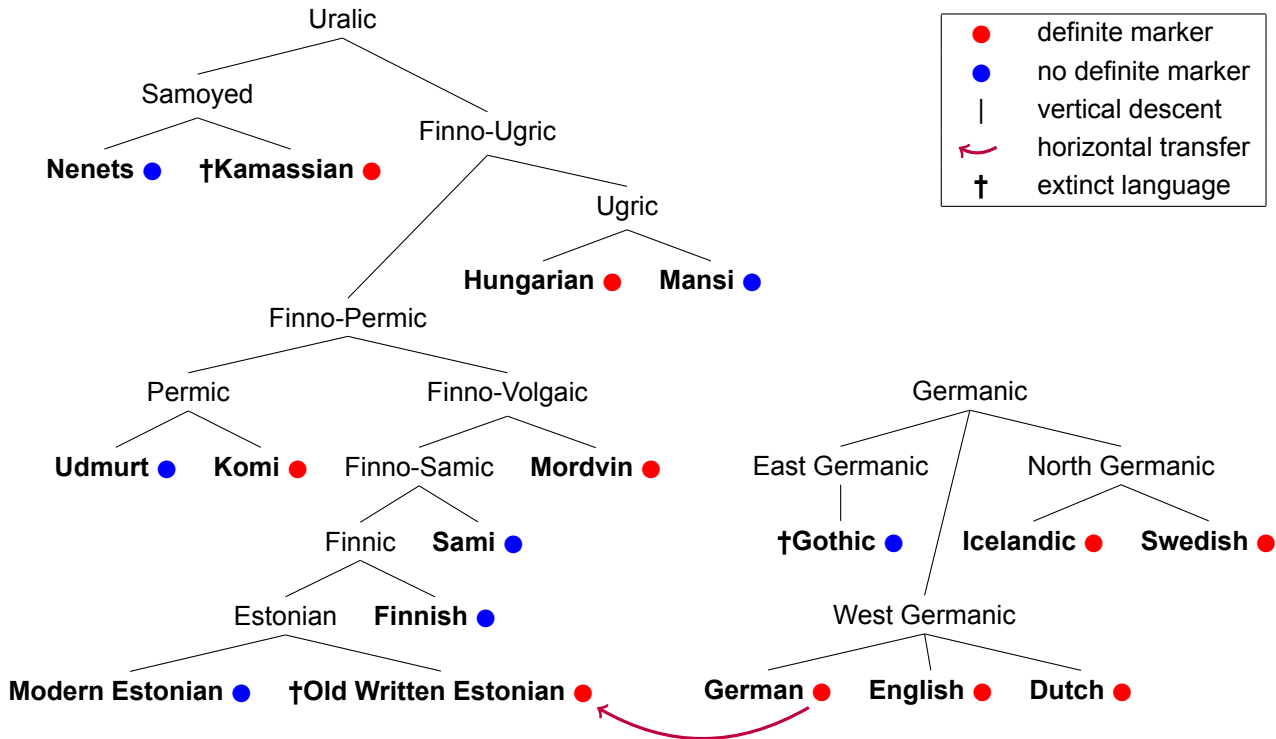 Uralic
definite marker
no definite marker
Samoyed
vertical descent
Finno-Ugric
horizontal transfer
Nenets †Kamassian
† extinct language
Ugric
Hungarian Mansi
Finno-Permic
Permic Finno-Volgaic Germanic
Udmurt Komi Finno-Samic Mordvin East Germanic North Germanic
Finnic Sami †Gothic Icelandic Swedish
Estonian Finnish West Germanic
Modern Estonian †Old Written Estonian German English Dutch